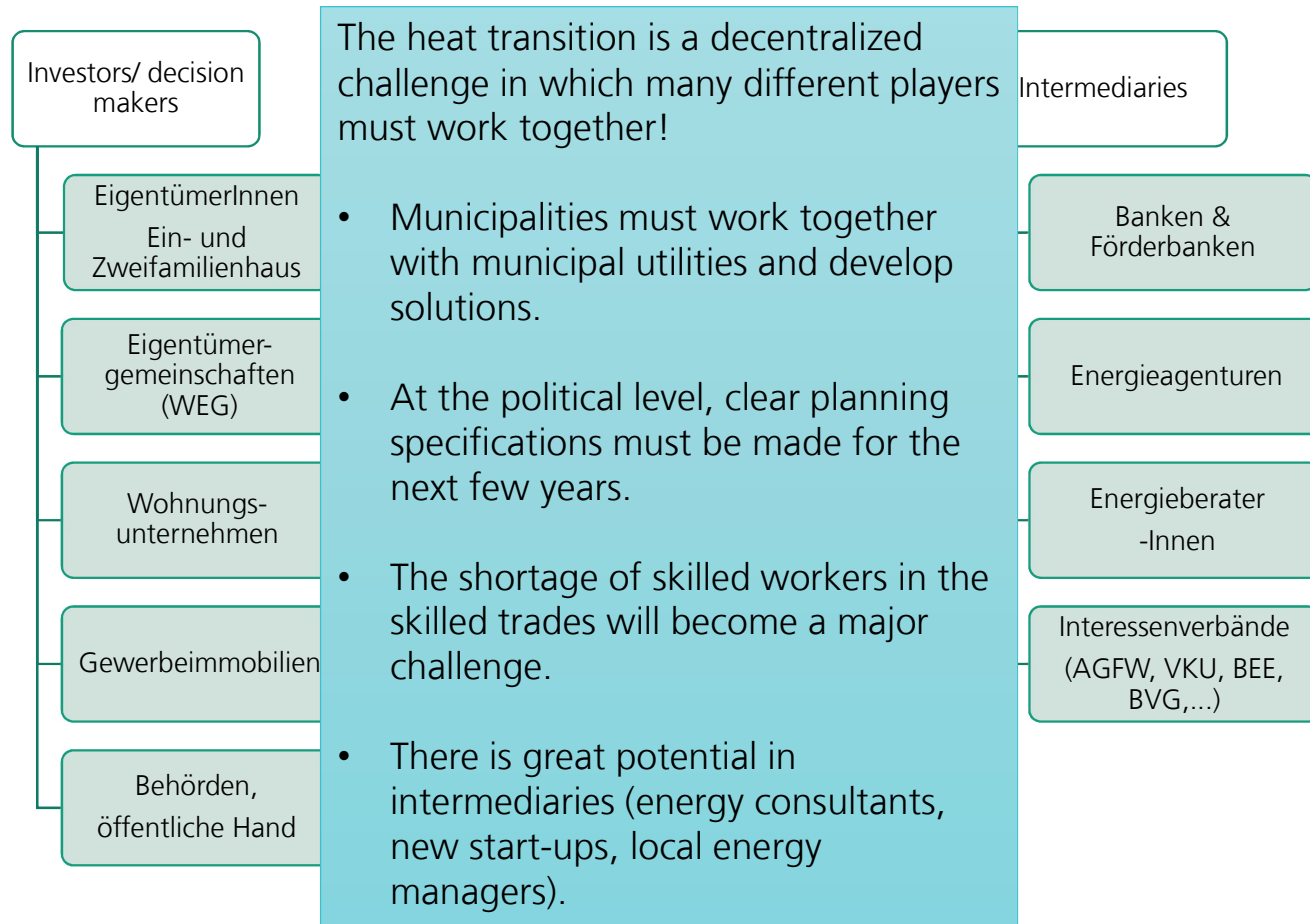 Investors/ decision
makers
EigentümerInnen
Ein- und
Zweifamilienhaus
Eigentümer-
gemeinschaften
(WEG)
Wohnungs-
unternehmen
Gewerbeimmobilien
Behörden,
öffentliche Hand
The heat transition is a decentralized
challenge in which many different players
must work together!
• Municipalities must work together
with municipal utilities and develop
solutions.
• At the political level, clear planning
specifications must be made for the
next few years.
• The shortage of skilled workers in the
skilled trades will become a major
challenge.
• There is great potential in
intermediaries (energy consultants,
new start-ups, local energy
managers).
Intermediaries
Banken &
Förderbanken
Energieagenturen
Energieberater
-Innen
Interessenverbände
(AGFW, VKU, BEE,
BVG,...)